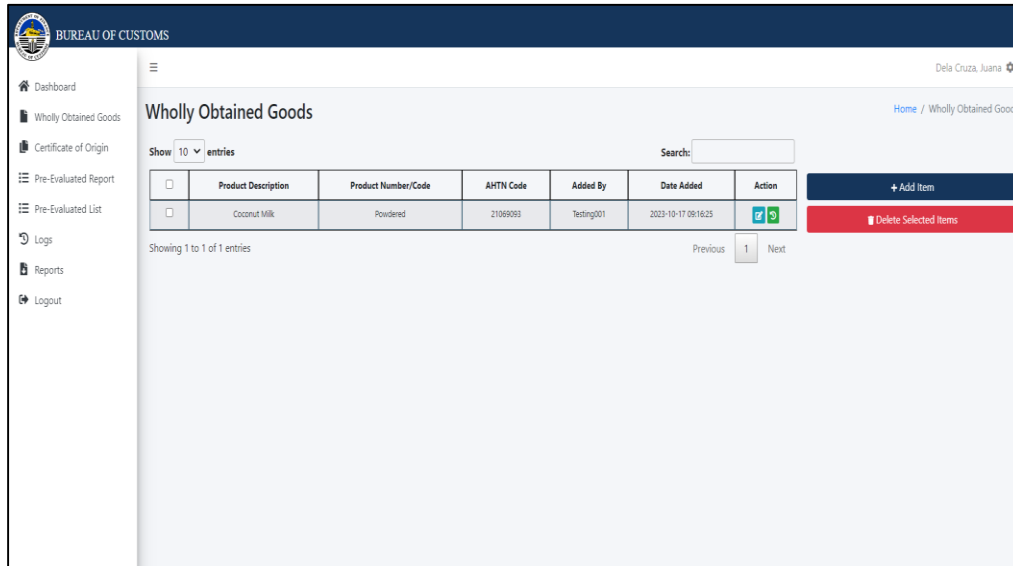 BUREAU OF CUSTOMS
Dela Cruza, Juana
Dashboard
Wholly Obtained Goods
Certificate of Origin
Pre-Evaluated Report
Pre-Evaluated List
Logs
Reports
Logout
Wholly Obtained Goods
Home / Wholly Obtained Good
Show 10 entries
Search:
Product Description Product Number/Code AHTN Code Added By Date Added Action
Coconut Milk Powdered 21069093 Testing001 2023-10-17 09:16:25
+ Add Item
Delete Selected Items
Showing 1 to 1 of 1 entries
Previous 1 Next